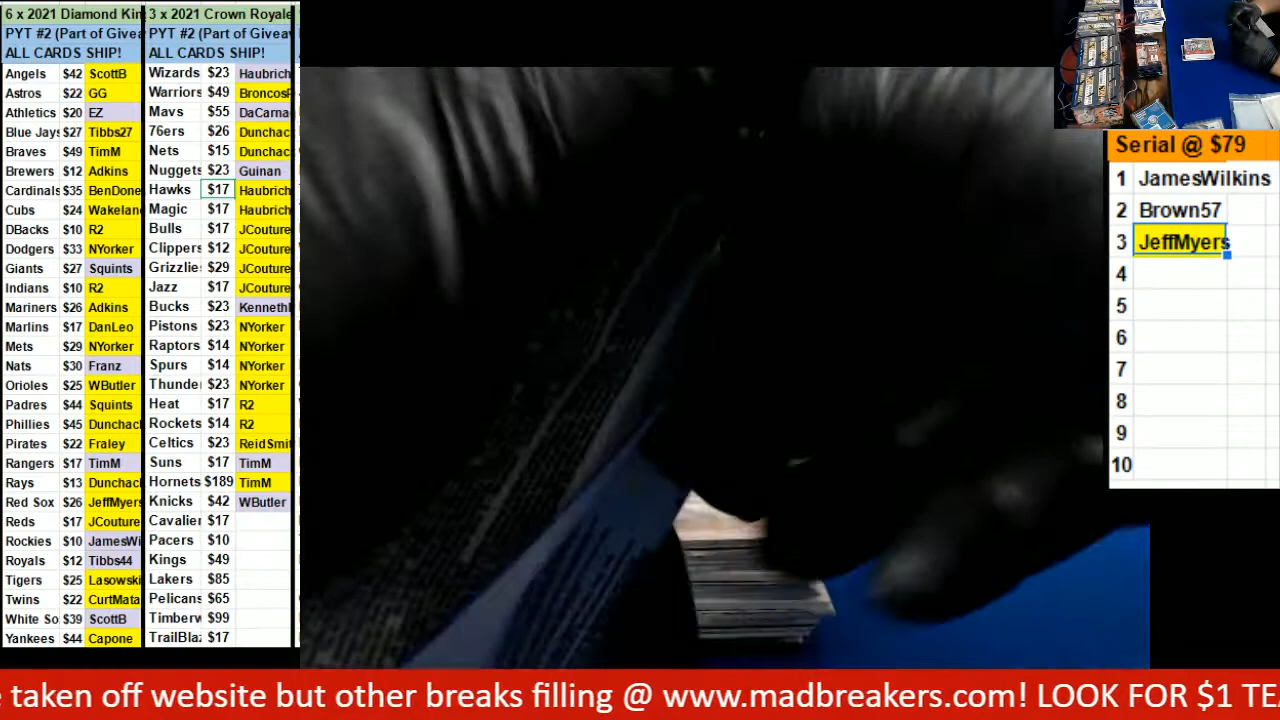 6 x 2021 Diamond Kin
PYT #2 (Part of Givea
ALL CARDS SHIP!
Angels $42 ScottB
Astros $22 GG
Athletics $20 EZ
Blue Jays $27 Tibbs27
Braves $49 TimM
Brewers $12 Adkins
Cardinals $35 BenDone
Cubs $24 Wakelan
DBacks $10 R2
Dodgers $33 NYorker
Giants $27 Squints
Indians $10 R2
Mariners $26 Adkins
Marlins $17 DanLeo
Mets $29 NYorker
Nats $30 Franz
Orioles $25 WButler
Padres $44 Squints
Phillies $45 Dunchac
Pirates $22 Fraley
Rangers $17 TimM
Rays $13 Dunchac
Red Sox $26 JeffMyers
Reds $17 JCouture
Rockies $10 JamesWi
Royals $12 Tibbs44
Tigers $25 Lasowski
Twins $22 CurtMata
White So $39 ScottB
Yankees $44 Capone
3 x 2021 Crown Royale
PYT #2 (Part of Giveav
ALL CARDS SHIP!
Wizards $23 Haubrich
Warriors $49 BroncosF
Mavs $55 DaCarna
76ers $26 Dunchac
Nets $15 Dunchac
Nuggets $23 Guinan
Hawks $17 Haubrich
Magic $17 Haubrich
Bulls $17 JCouture
Clippers $12 JCouture
Grizzlies $29 JCouture
Jazz $17 JCouture
Bucks $23 Kennethl
Pistons $23 NYorker
Raptors $14 NYorker
Spurs $14 NYorker
Thunde $23 NYorker
Heat $17 R2
Rockets $14 R2
Celtics $23 ReidSmit
Suns $17 TimM
Hornets $189 TimM
Knicks $42 WButler
Cavalier $17
Pacers $10
Kings $49
Lakers $85
Pelicans $65
Timberw $99
TrailBla $17
Serial @ $79
1 JamesWilkins
2 Brown57
3 JeffMyers
4
5
6
7
8
9
10
e taken off website but other breaks filling @ www.madbreakers.com! LOOK FOR $1 TEA